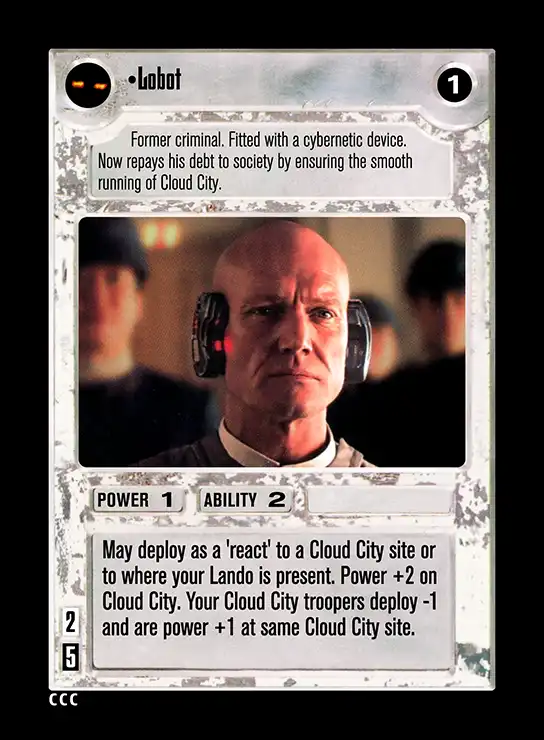 •Lobot
1
Former criminal. Fitted with a cybernetic device.
Now repays his debt to society by ensuring the smooth
running of Cloud City.
POWER 1 ABILITY 2
May deploy as a 'react' to a Cloud City site or
to where your Lando is present. Power +2 on
Cloud City. Your Cloud City troopers deploy -1
and are power +1 at same Cloud City site.
2
5
CCC